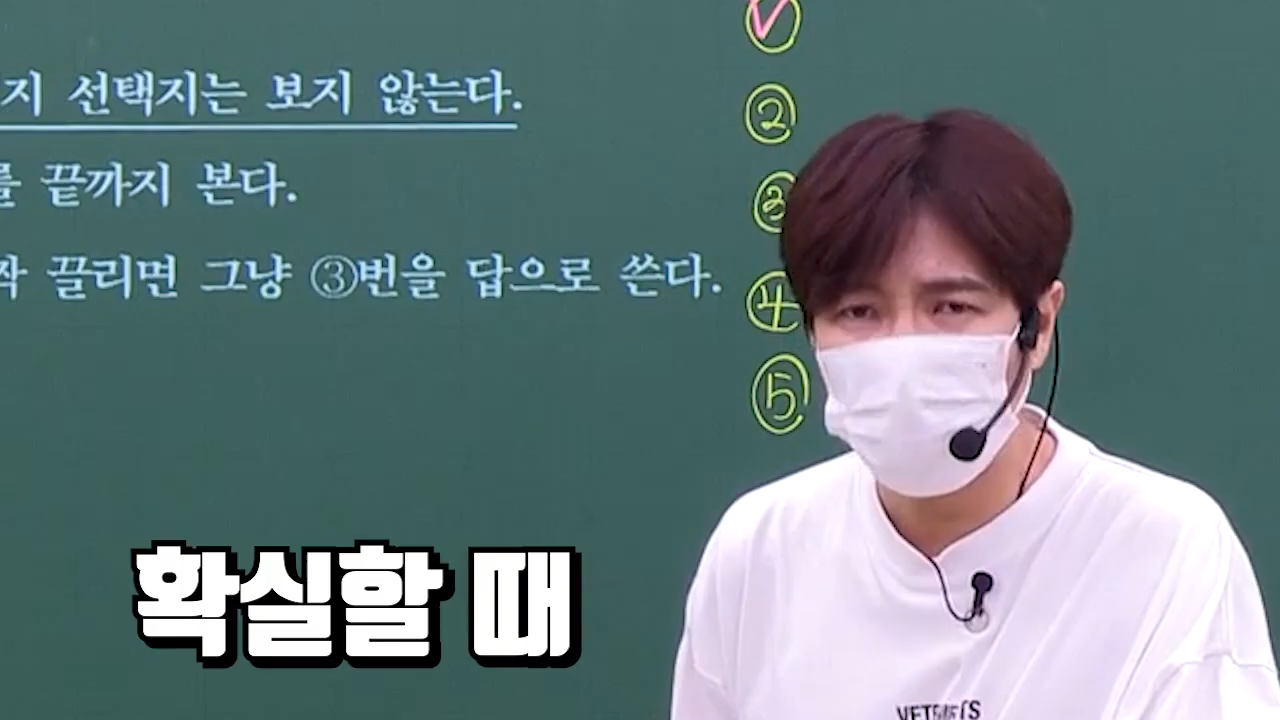 지 선택지는 보지 않는다.
를 끝까지 본다.
끌리면 그냥 ③번을 답으로 쓴다.
②
③
④
⑤
확실할 때